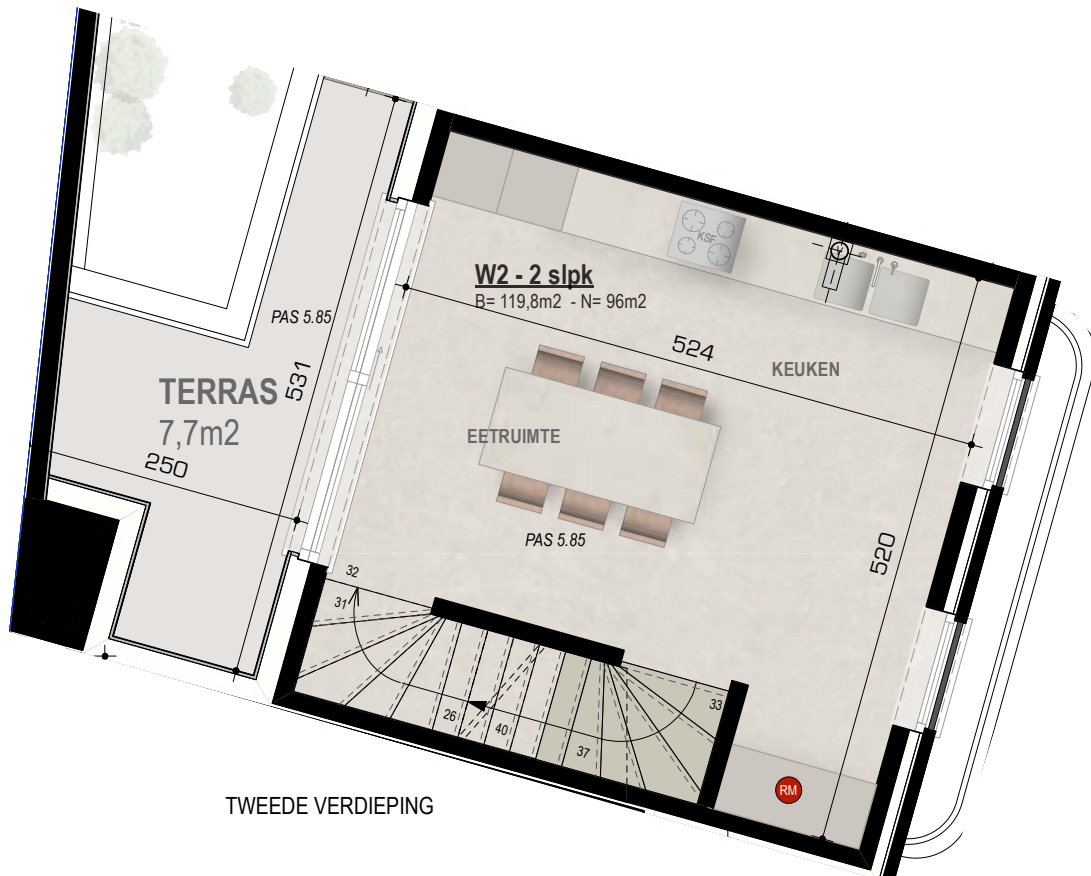 W2 - 2 slpk
B= 119,8m2 - N= 96m2
KSF
PAS 5.85
524
KEUKEN
531
TERRAS
7,7m2
250
EETRUIMTE
PAS 5.85
520
32
31
33
26
40
37
RM
TWEEDE VERDIEPING